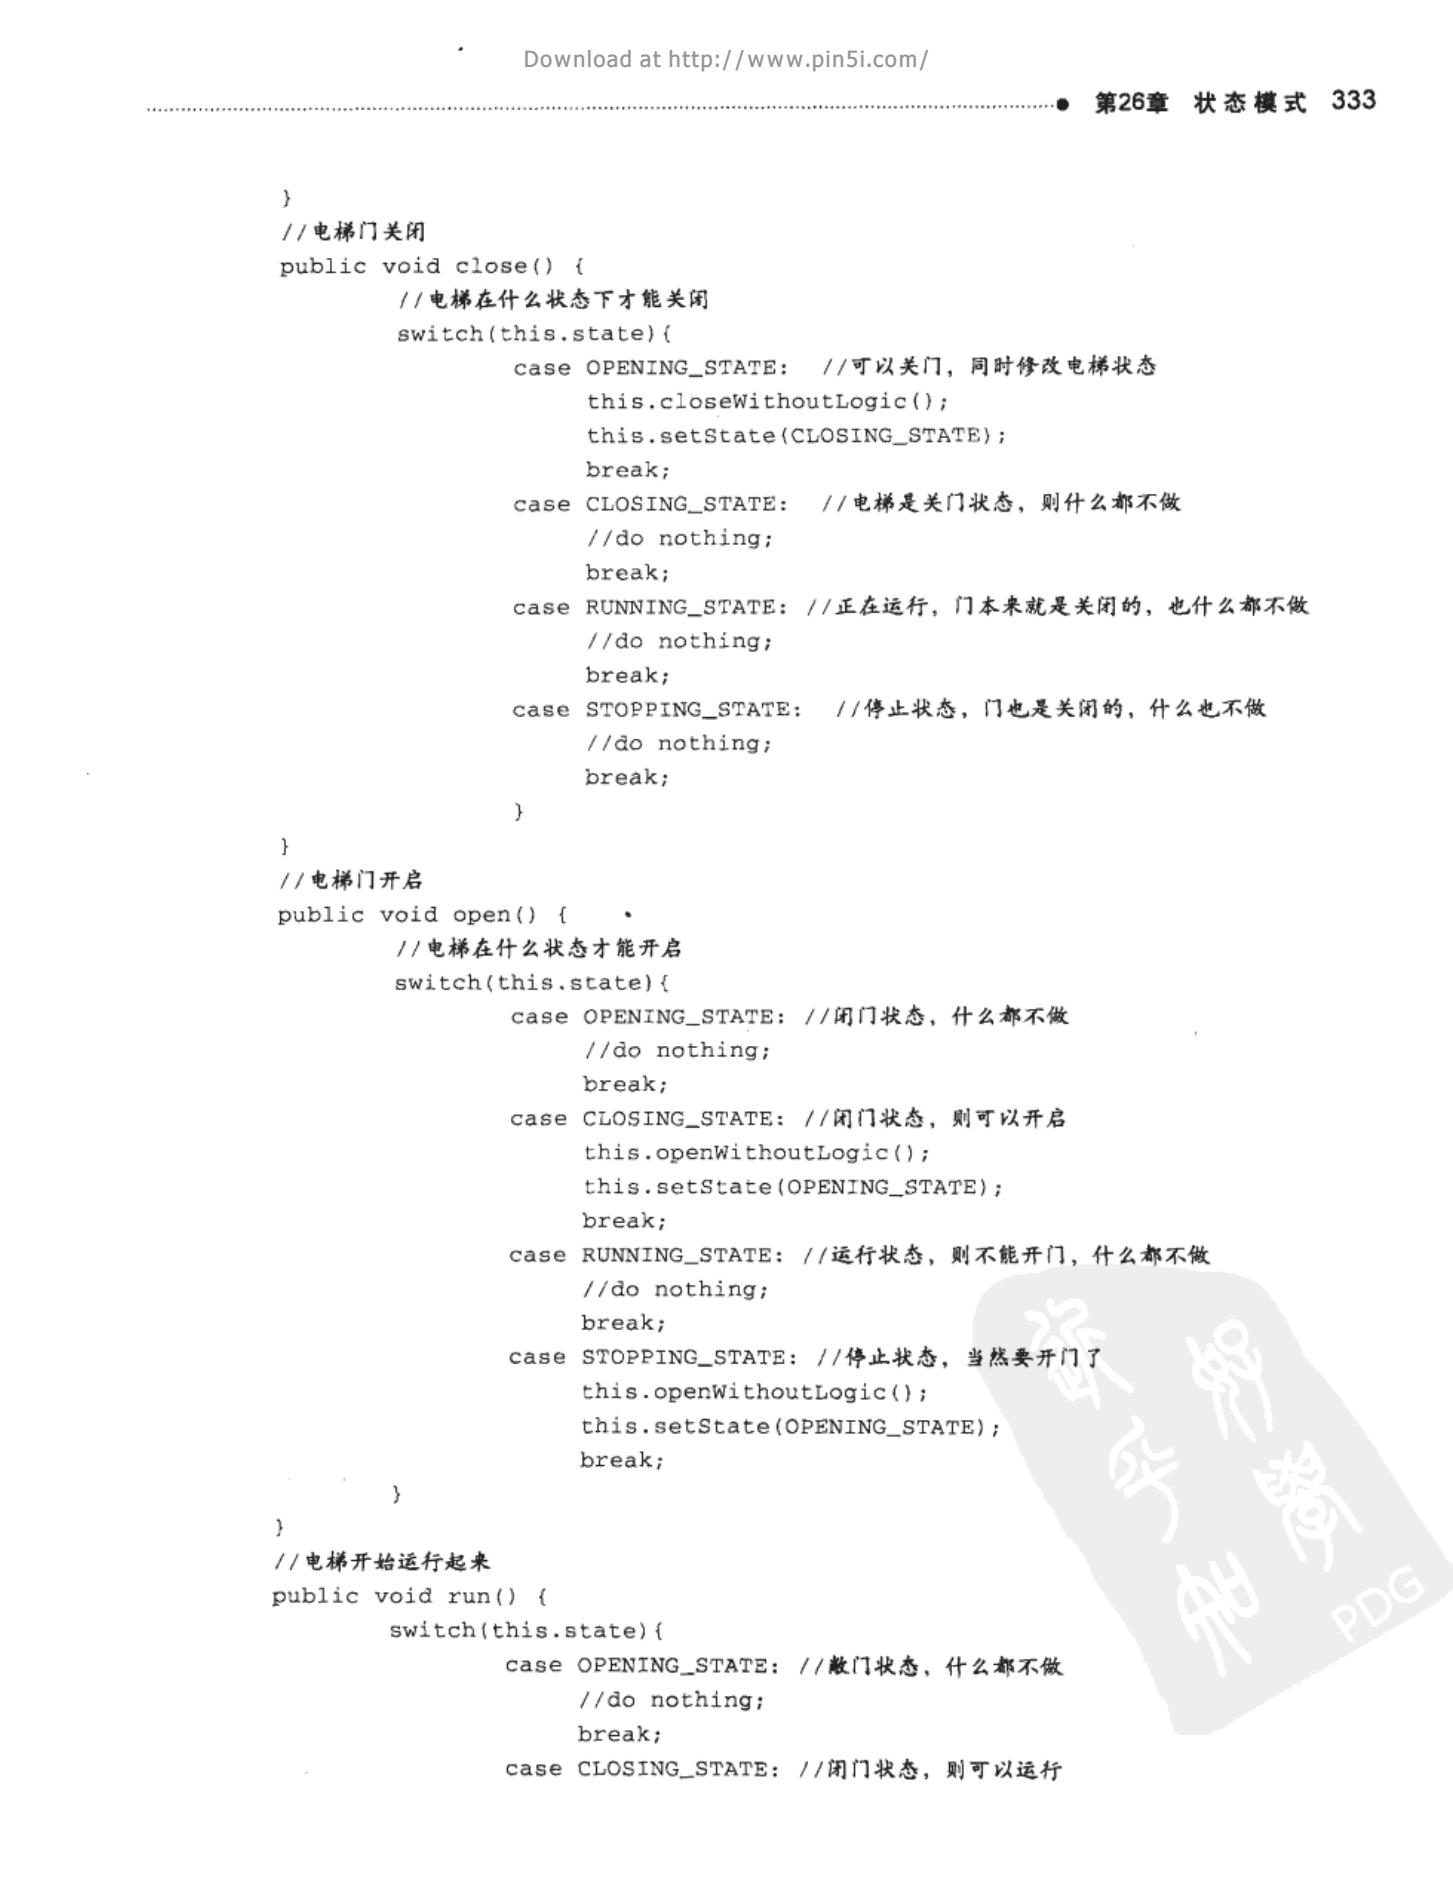 Download at http://www.pin5i.com/
第26章 状态模式 333
}
//电梯门关闭
public void close() {
//电梯在什么状态下才能关闭
switch(this.state){
case OPENING_STATE: //可以关门，同时修改电梯状态
this.closeWithoutLogic();
this.setState(CLOSING_STATE);
break;
case CLOSING_STATE: //电梯是关门状态，则什么都不做
//do nothing;
break;
case RUNNING_STATE: //正在运行，门本来就是关闭的，也什么都不做
//do nothing;
break;
case STOPPING_STATE: //停止状态，门也是关闭的，什么也不做
//do nothing;
break;
}
}
//电梯门开启
public void open() {
//电梯在什么状态才能开启
switch(this.state){
case OPENING_STATE: //闭门状态，什么都不做
//do nothing;
break;
case CLOSING_STATE: //闭门状态，则可以开启
this.openWithoutLogic();
this.setState(OPENING_STATE);
break;
case RUNNING_STATE: //运行状态，则不能开门，什么都不做
//do nothing;
break;
case STOPPING_STATE: //停止状态，当然要开门了
this.openWithoutLogic();
this.setState(OPENING_STATE);
break;
}
}
//电梯开始运行起来
public void run() {
switch(this.state){
case OPENING_STATE: //敞门状态，什么都不做
//do nothing;
break;
case CLOSING_STATE: //闭门状态，则可以运行
PDG